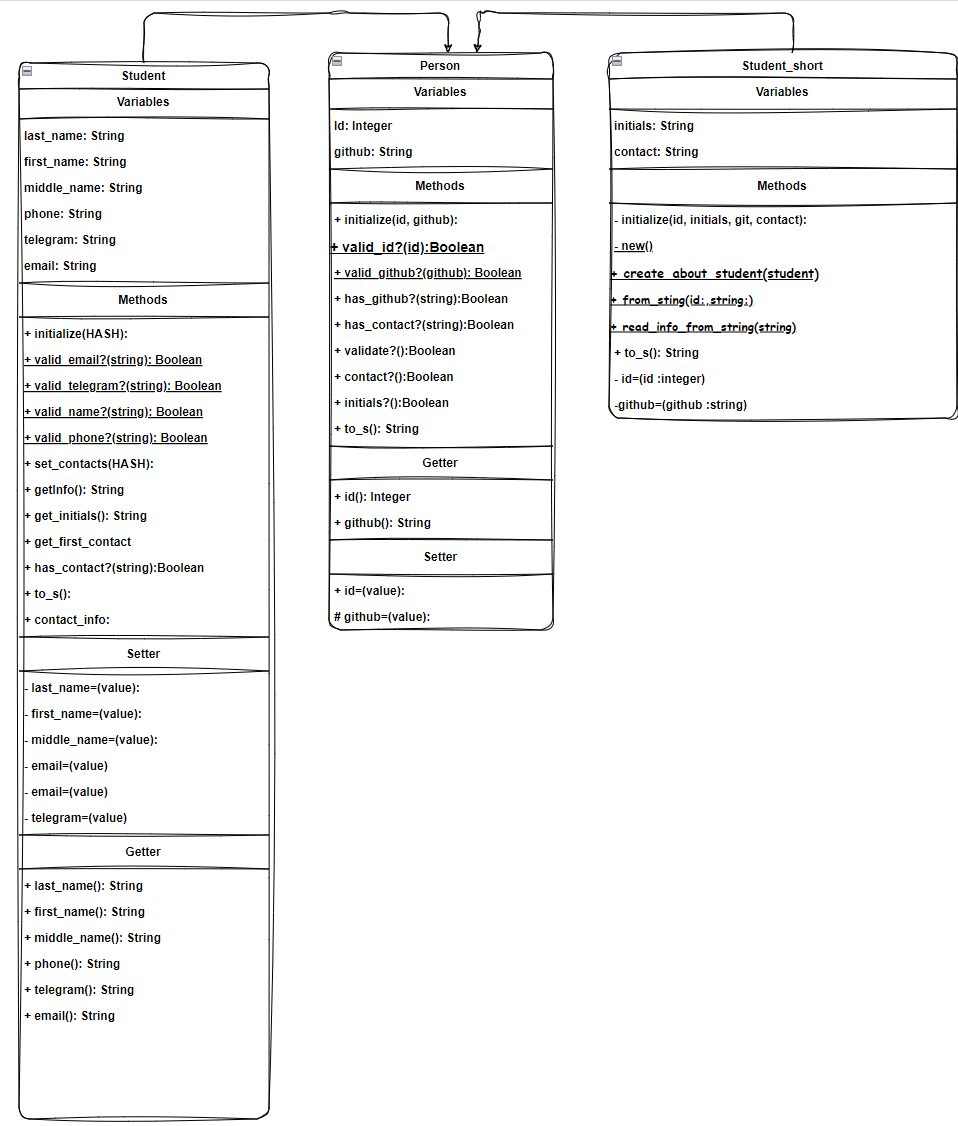 Student
Variables
last_name: String
first_name: String
middle_name: String
phone: String
telegram: String
email: String
Methods
+ initialize(HASH):
+ valid_email?(string): Boolean
+ valid_telegram?(string): Boolean
+ valid_name?(string): Boolean
+ valid_phone?(string): Boolean
+ set_contacts(HASH):
+ getInfo(): String
+ get_initials(): String
+ get_first_contact
+ has_contact?(string):Boolean
+ to_s():
+ contact_info:
Setter
- last_name=(value):
- first_name=(value):
- middle_name=(value):
- email=(value)
- email=(value)
- telegram=(value)
Getter
+ last_name(): String
+ first_name(): String
+ middle_name(): String
+ phone(): String
+ telegram(): String
+ email(): String
Person
Variables
Id: Integer
github: String
Methods
+ initialize(id, github):
+ valid_id?(id):Boolean
+ valid_github?(github): Boolean
+ has_github?(string):Boolean
+ has_contact?(string):Boolean
+ validate?():Boolean
+ contact?():Boolean
+ initials?():Boolean
+ to_s(): String
Getter
+ id(): Integer
+ github(): String
Setter
+ id=(value):
# github=(value):
Student_short
Variables
initials: String
contact: String
Methods
- initialize(id, initials, git, contact):
- new()
+ create_about_student(student)
+ from_sting(id:,string:)
+ read_info_from_string(string)
+ to_s(): String
- id=(id :integer)
-github=(github :string)